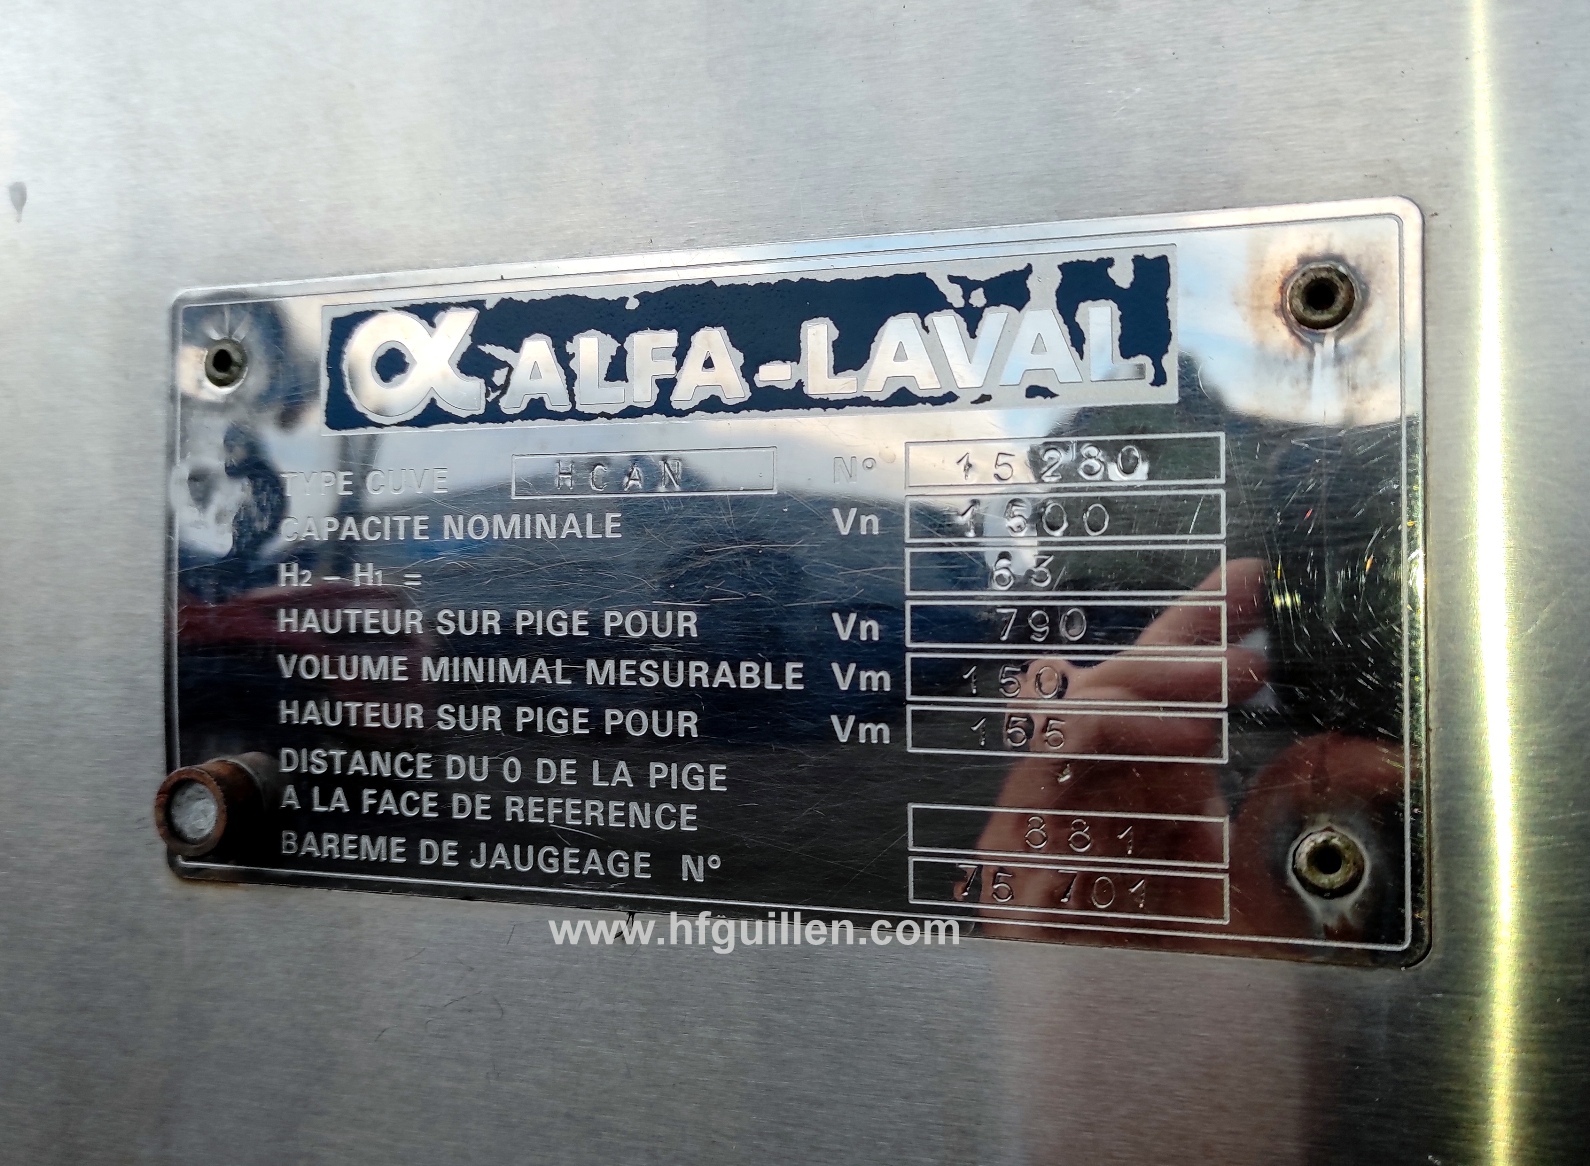 α ALFA-LAVAL
TYPE CUVE HCAN N° 15 280
CAPACITE NOMINALE Vn 1500
H2 - H1 = 63
HAUTEUR SUR PIGE POUR Vn 790
VOLUME MINIMAL MESURABLE Vm 150
HAUTEUR SUR PIGE POUR Vm 155
DISTANCE DU 0 DE LA PIGE
A LA FACE DE REFERENCE 881
BAREME DE JAUGEAGE N° 75 701
www.hfguillen.com